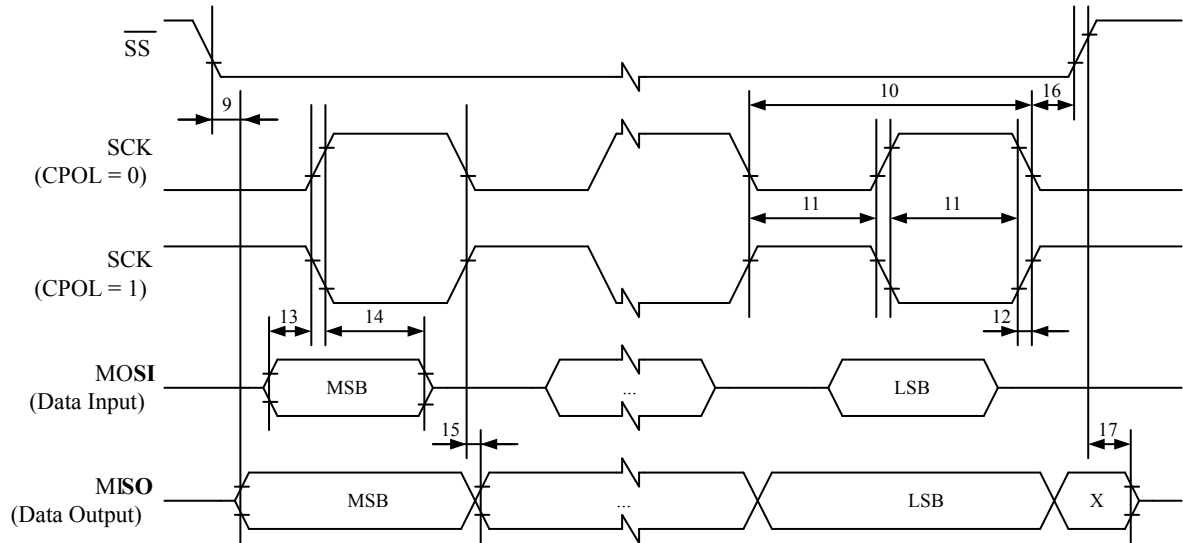 SS
9
10
16
SCK
(CPOL = 0)
11
11
SCK
(CPOL = 1)
13
14
12
MOSI
(Data Input)
MSB
...
LSB
15
17
MISO
(Data Output)
MSB
...
LSB
X